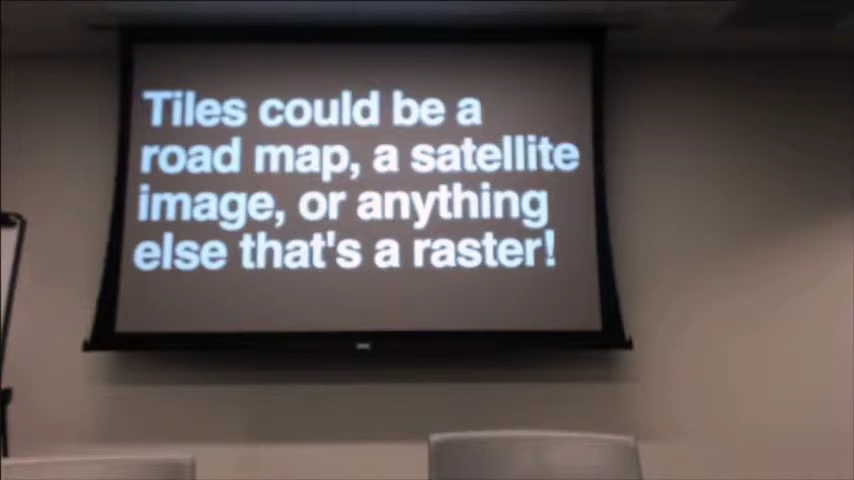 Tiles could be a
road map, a satellite
image, or anything
else that's a raster!